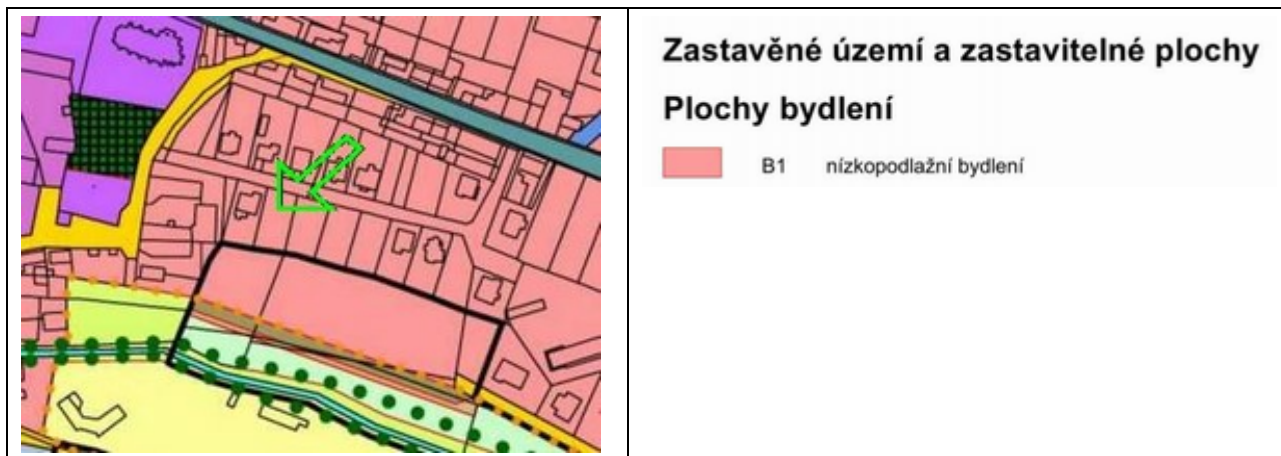 Zastavěné území a zastavitelné plochy
Plochy bydlení
B1 nízkopodlažní bydlení